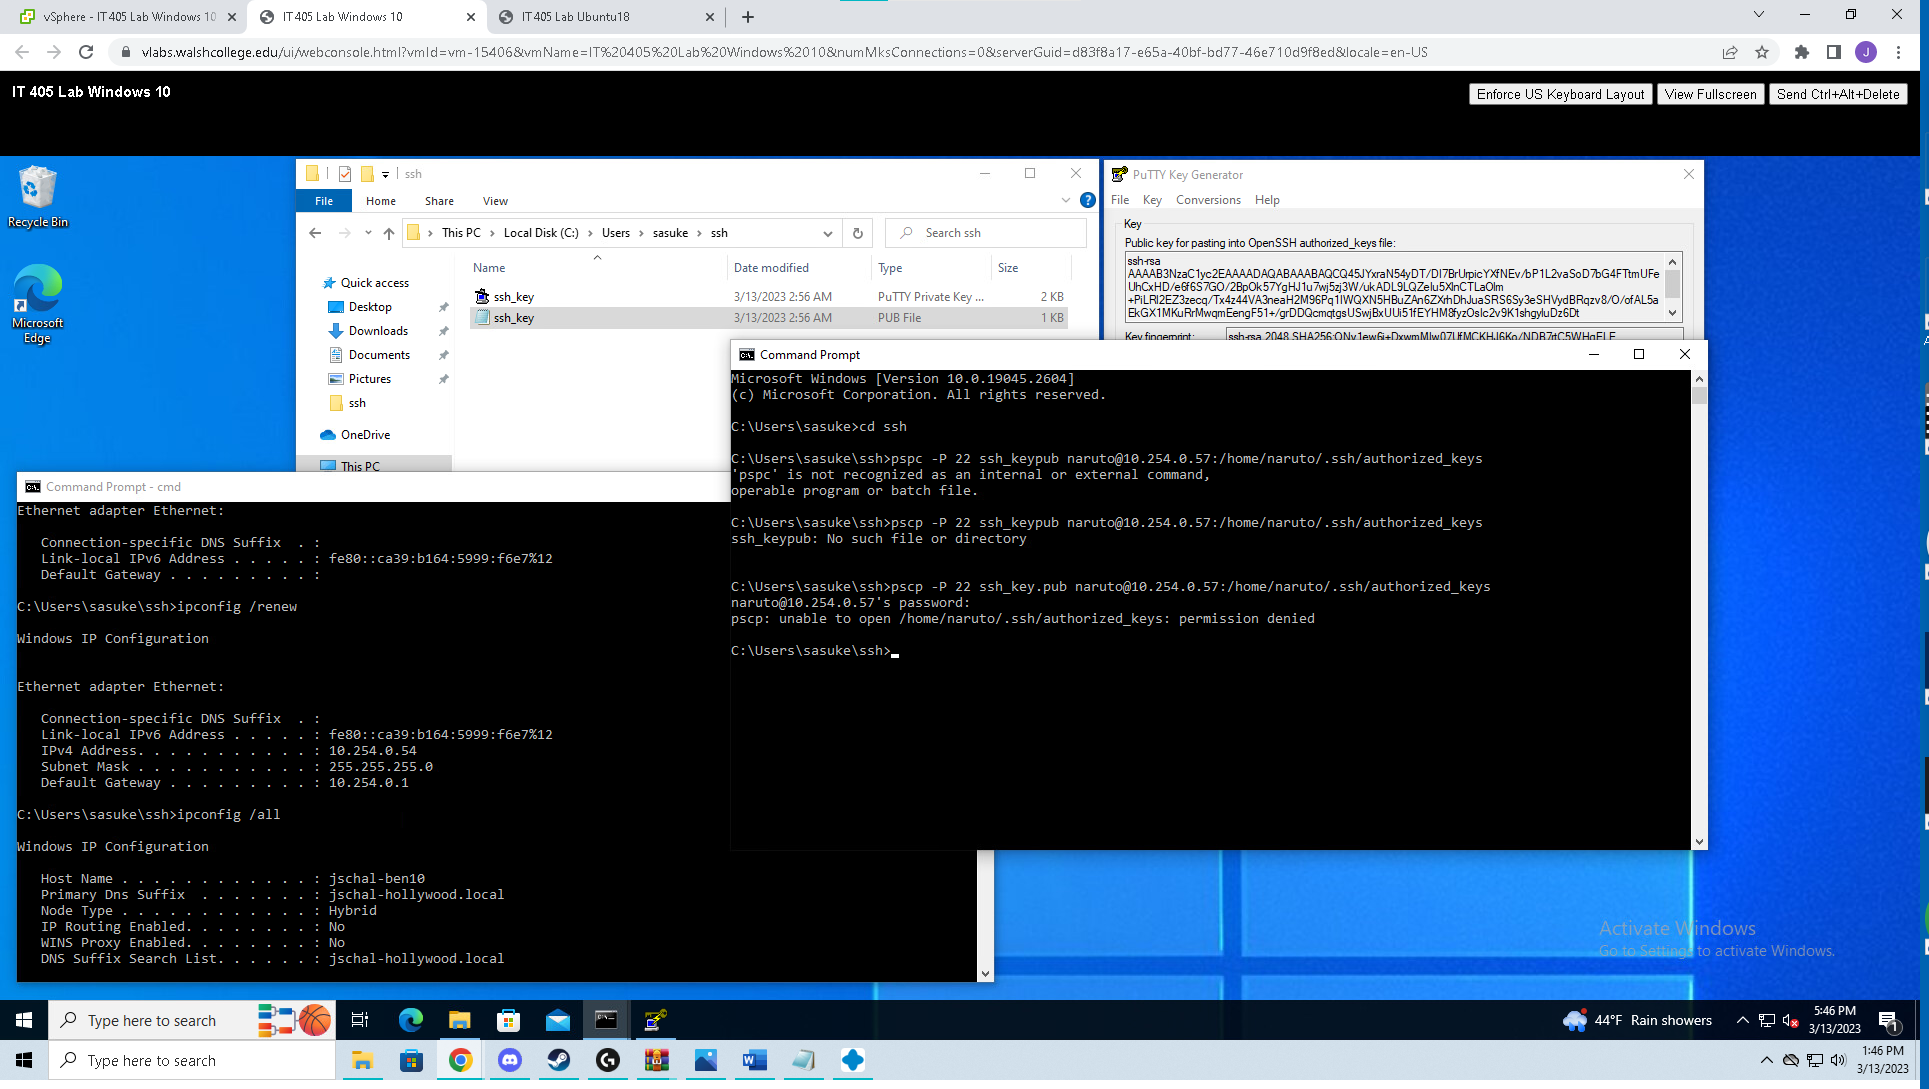 vSphere - IT405 Lab Windows 10
IT405 Lab Windows 10
IT405 Lab Ubuntu18
vlabs.walshcollege.edu/ui/webconsole.html?vmId=vm-15406&vmName=IT%20405%20Lab%20Windows%2010&numMksConnections=0&serverGuid=d83f8a17-e65a-40bf-bd77-46e710d9f8ed&locale=en-US
J
IT 405 Lab Windows 10
Enforce US Keyboard Layout
View Fullscreen
Send Ctrl+Alt+Delete
Recycle Bin
Microsoft
Edge
ssh
File
Home
Share
View
This PC > Local Disk (C:) > Users > sasuke > ssh
Search ssh
Quick access
Desktop
Downloads
Documents
Pictures
ssh
OneDrive
This PC
Name Date modified Type Size
ssh_key 3/13/2023 2:56 AM PuTTY Private Key ... 2 KB
ssh_key 3/13/2023 2:56 AM PUB File 1 KB
PuTTY Key Generator
File Key Conversions Help
Key
Public key for pasting into OpenSSH authorized_keys file:
ssh-rsa
Key fingerprint:
Command Prompt
Microsoft Windows [Version 10.0.19045.2604]
(c) Microsoft Corporation. All rights reserved.
C:\Users\sasuke>cd ssh
C:\Users\sasuke\ssh>pspc -P 22 ssh_keypub naruto@10.254.0.57:/home/naruto/.ssh/authorized_keys
'pspc' is not recognized as an internal or external command,
operable program or batch file.
C:\Users\sasuke\ssh>pscp -P 22 ssh_keypub naruto@10.254.0.57:/home/naruto/.ssh/authorized_keys
ssh_keypub: No such file or directory
C:\Users\sasuke\ssh>pscp -P 22 ssh_key.pub naruto@10.254.0.57:/home/naruto/.ssh/authorized_keys
naruto@10.254.0.57's password:
pscp: unable to open /home/naruto/.ssh/authorized_keys: permission denied
C:\Users\sasuke\ssh>
Command Prompt - cmd
Ethernet adapter Ethernet:
Connection-specific DNS Suffix . :
Link-local IPv6 Address . . . . . : fe80::ca39:b164:5999:f6e7%12
Default Gateway . . . . . . . . . :
C:\Users\sasuke\ssh>ipconfig /renew
Windows IP Configuration
Ethernet adapter Ethernet:
Connection-specific DNS Suffix . :
Link-local IPv6 Address . . . . . : fe80::ca39:b164:5999:f6e7%12
IPv4 Address. . . . . . . . . . . : 10.254.0.54
Subnet Mask . . . . . . . . . . . : 255.255.255.0
Default Gateway . . . . . . . . . : 10.254.0.1
C:\Users\sasuke\ssh>ipconfig /all
Windows IP Configuration
Host Name . . . . . . . . . . . . : jschal-ben10
Primary Dns Suffix . . . . . . . : jschal-hollywood.local
Node Type . . . . . . . . . . . . : Hybrid
IP Routing Enabled. . . . . . . . : No
WINS Proxy Enabled. . . . . . . . : No
DNS Suffix Search List. . . . . . : jschal-hollywood.local
Activate Windows
Go to Settings to activate Windows.
Type here to search
44°F Rain showers
5:46 PM
3/13/2023
1
Type here to search
1:46 PM
3/13/2023